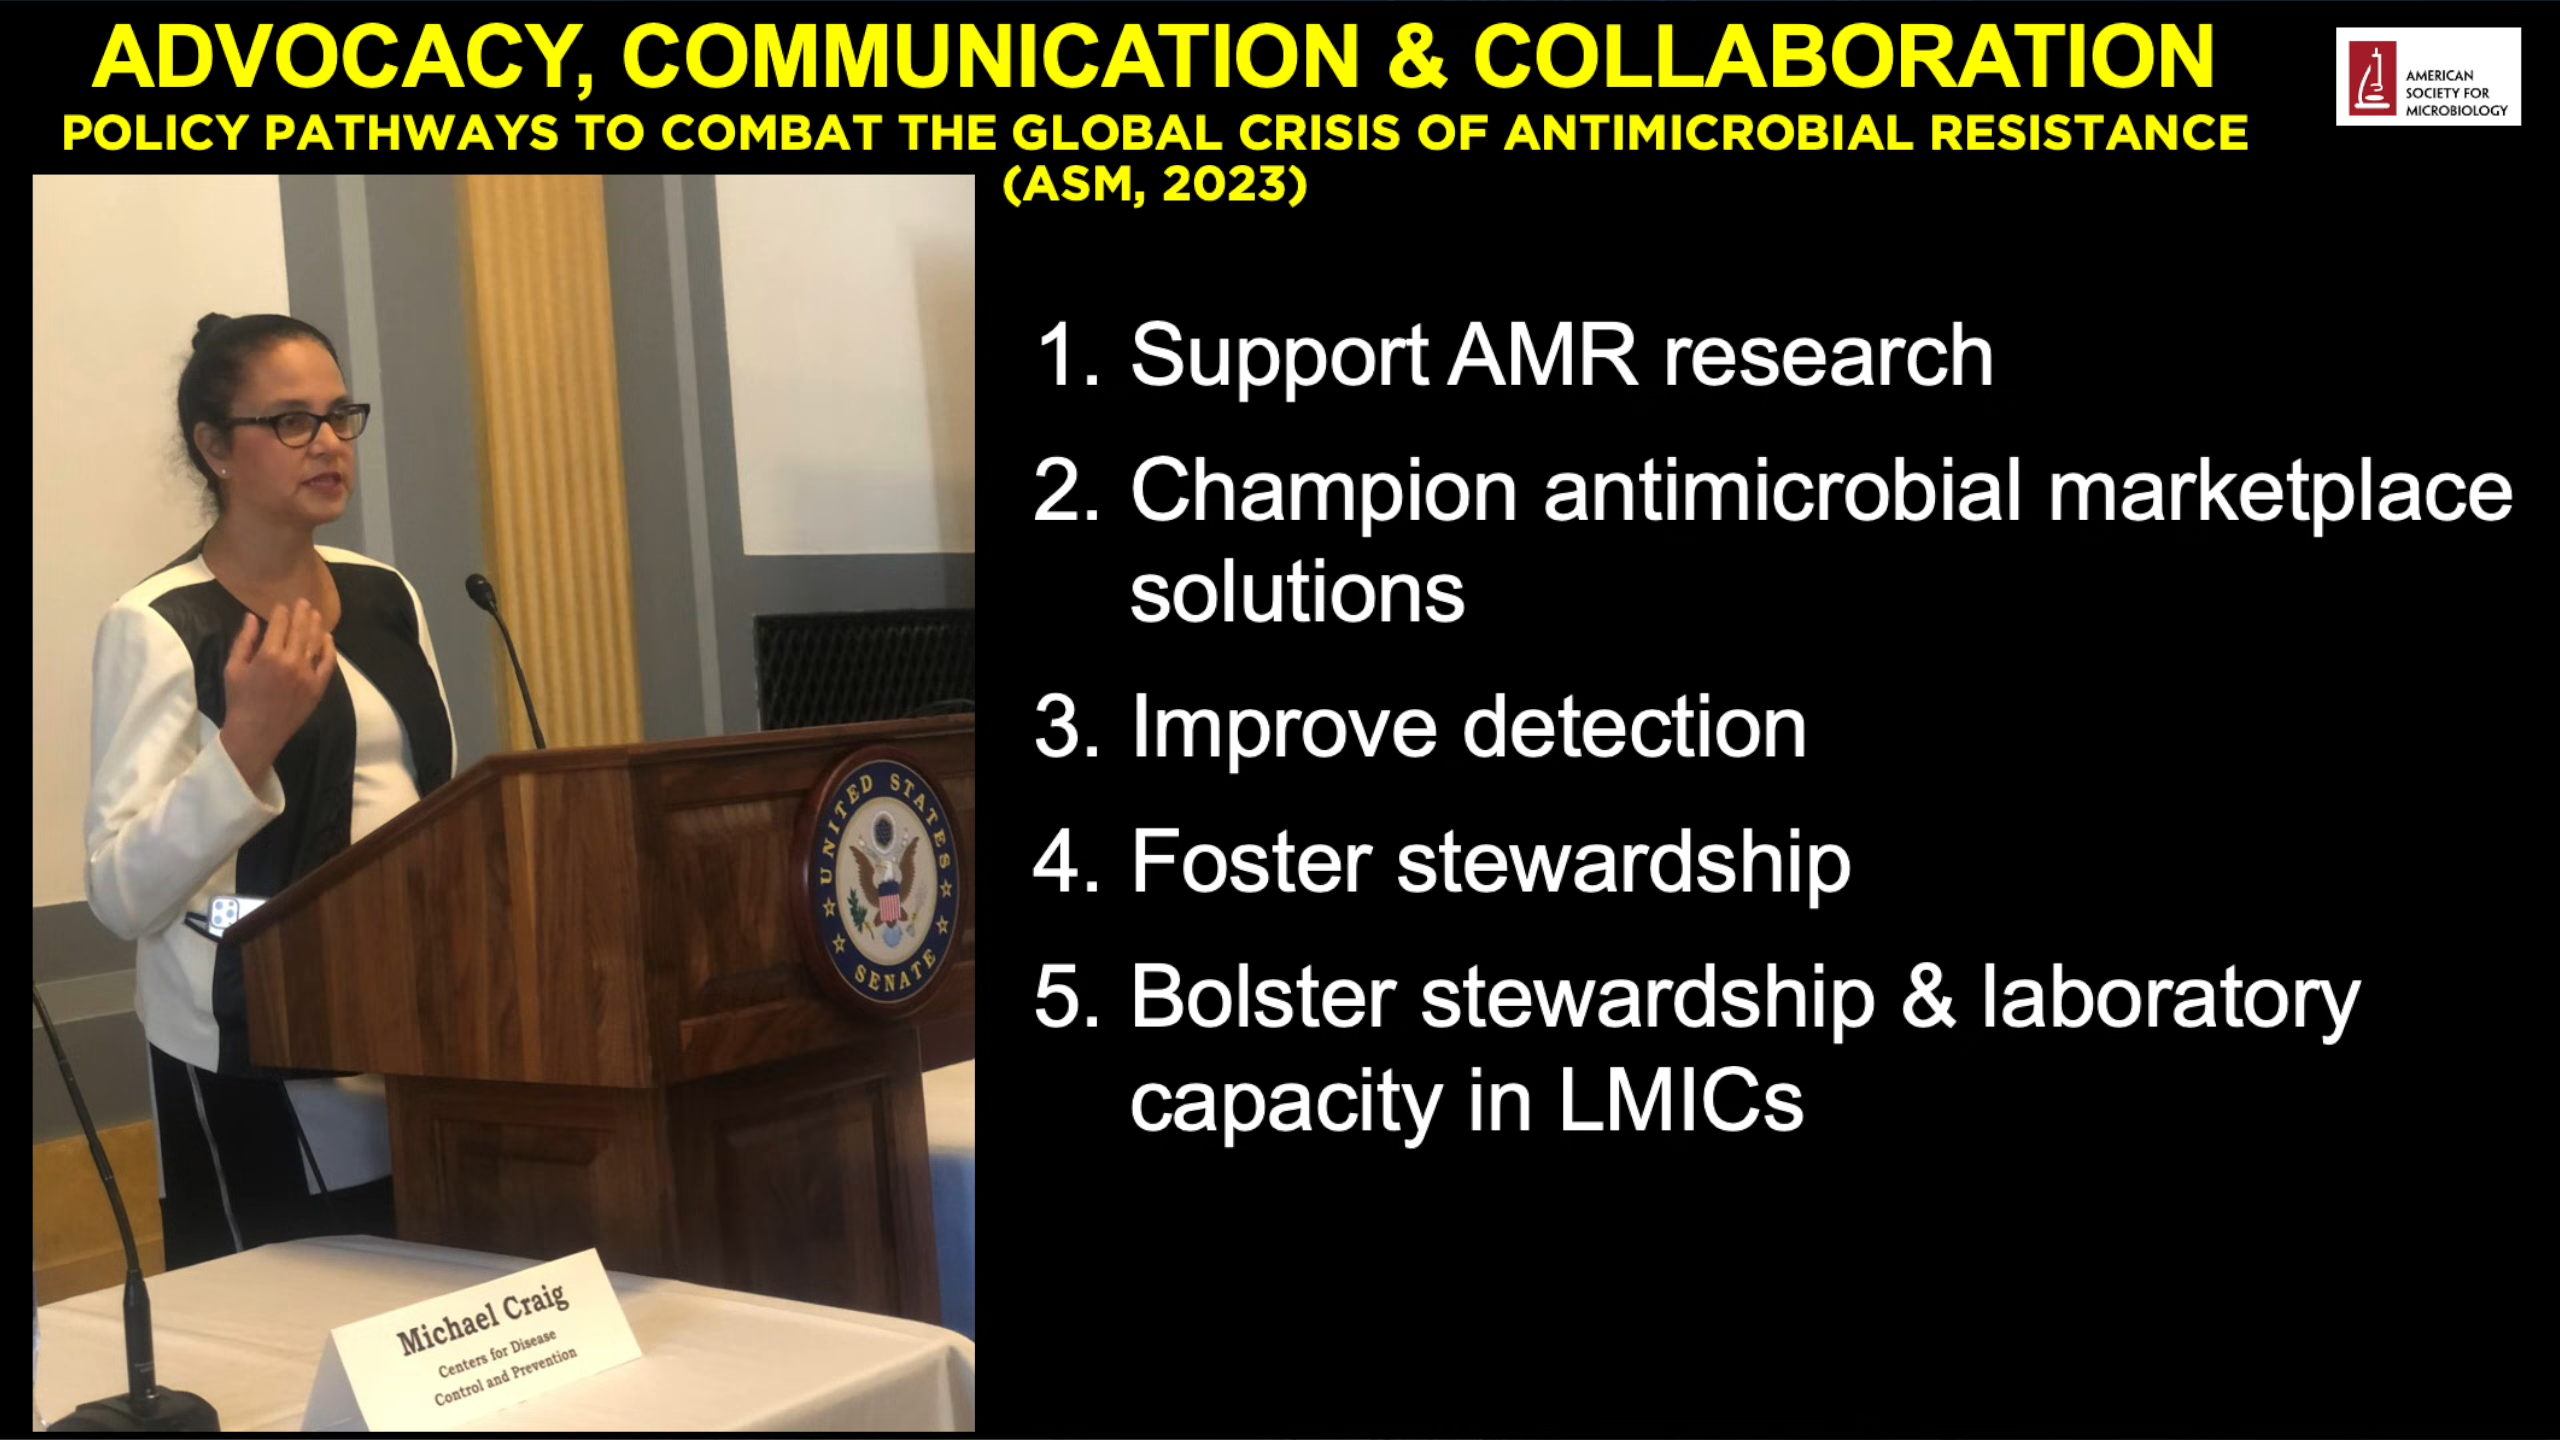 ADVOCACY, COMMUNICATION & COLLABORATION
POLICY PATHWAYS TO COMBAT THE GLOBAL CRISIS OF ANTIMICROBIAL RESISTANCE
(ASM, 2023)
AMERICAN
SOCIETY FOR
MICROBIOLOGY
1. Support AMR research
2. Champion antimicrobial marketplace
solutions
3. Improve detection
4. Foster stewardship
5. Bolster stewardship & laboratory
capacity in LMICs
UNITED STATES
SENATE
Michael Craig
Centers for Disease
Control and Prevention